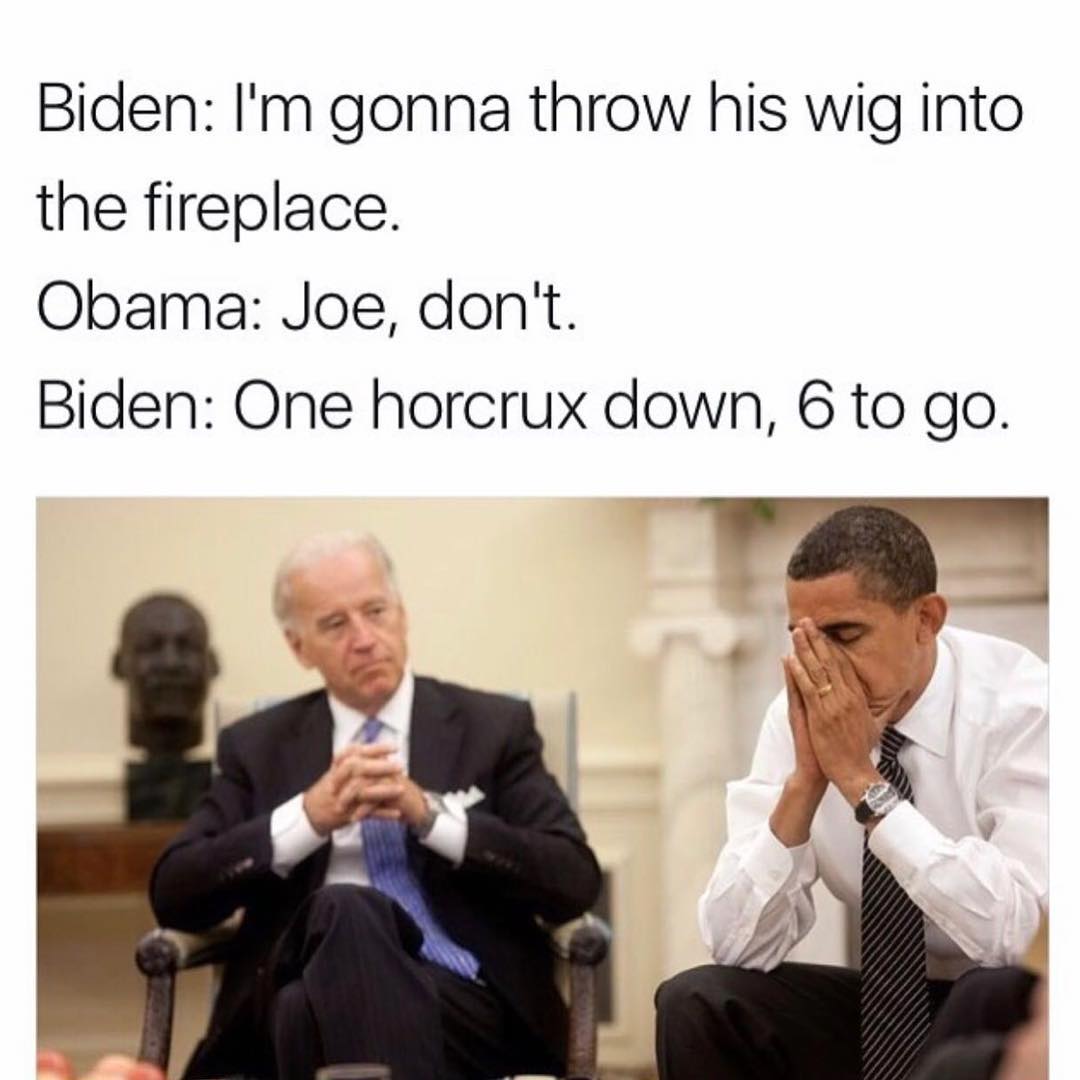 Biden: I'm gonna throw his wig into
the fireplace.
Obama: Joe, don't.
Biden: One horcrux down, 6 to go.